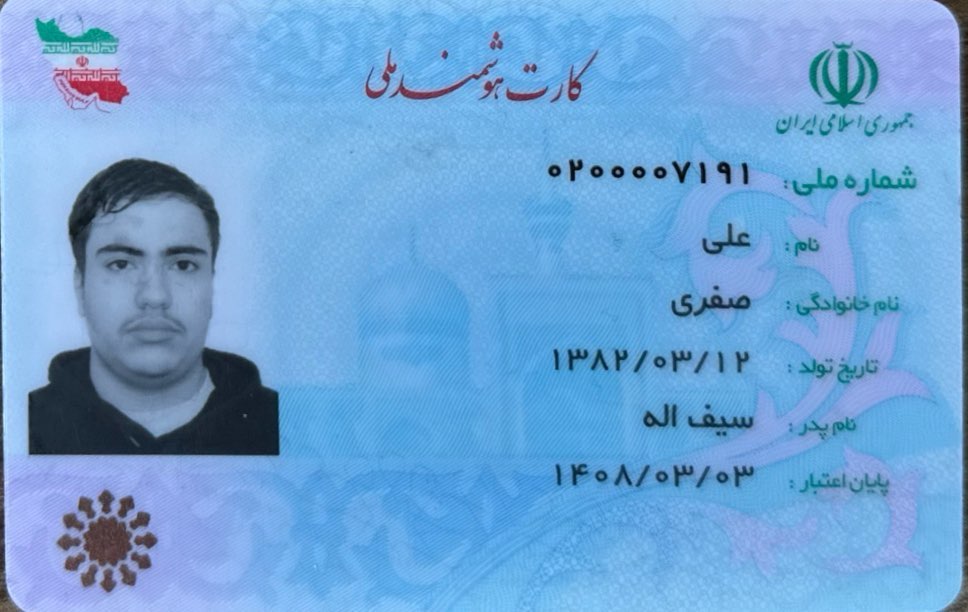 کارت هوشمند ملی
جمهوری اسلامی ایران
شماره ملی: ۰۲۰۰۰۰۷۱۹۱
نام: علی
نام خانوادگی: صفری
تاریخ تولد: ۱۳۸۲/۰۳/۱۲
نام پدر: سیف اله
پایان اعتبار: ۱۴۰۸/۰۳/۰۳